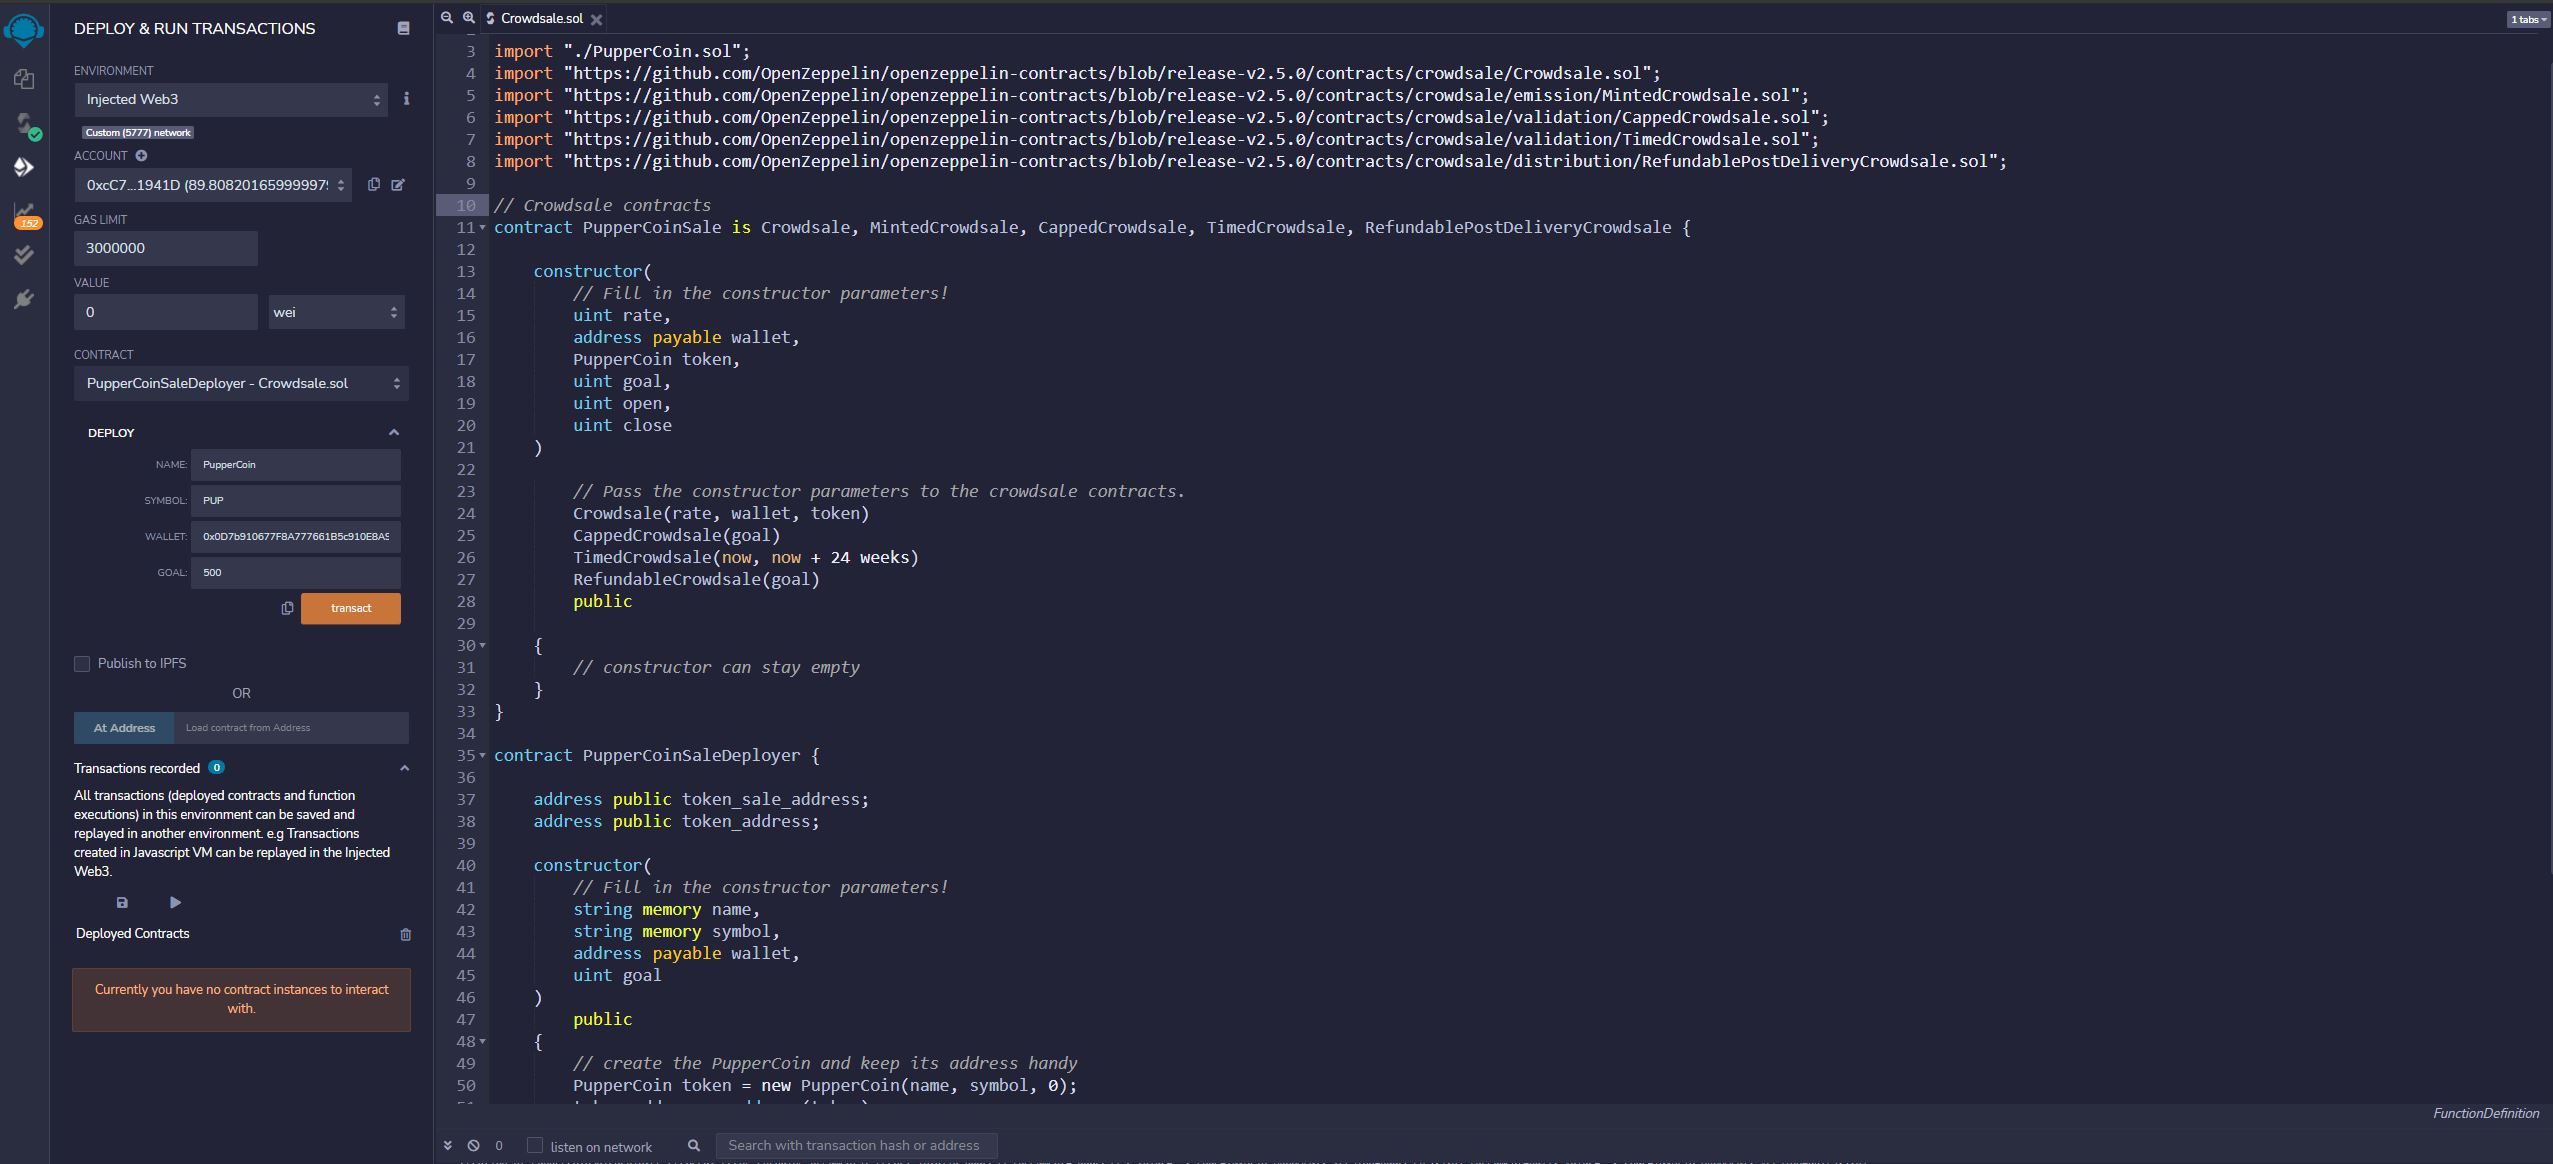 DEPLOY & RUN TRANSACTIONS
ENVIRONMENT
Injected Web3
Custom (5777) network
ACCOUNT
0xcC7...1941D (89.80820165999997
152
GAS LIMIT
3000000
VALUE
0
wei
CONTRACT
PupperCoinSaleDeployer - Crowdsale.sol
DEPLOY
NAME: PupperCoin
SYMBOL: PUP
WALLET: 0x0D7b910677F8A777661B5c910E8A
GOAL: 500
transact
Publish to IPFS
OR
At Address Load contract from Address
Transactions recorded 0
All transactions (deployed contracts and function
executions) in this environment can be saved and
replayed in another environment. e.g Transactions
created in Javascript VM can be replayed in the Injected
Web3.
Deployed Contracts
Currently you have no contract instances to interact
with.
Crowdsale.sol
1 tabs
3 import "./PupperCoin.sol";
4 import "https://github.com/OpenZeppelin/openzeppelin-contracts/blob/release-v2.5.0/contracts/crowdsale/Crowdsale.sol";
5 import "https://github.com/OpenZeppelin/openzeppelin-contracts/blob/release-v2.5.0/contracts/crowdsale/emission/MintedCrowdsale.sol";
6 import "https://github.com/OpenZeppelin/openzeppelin-contracts/blob/release-v2.5.0/contracts/crowdsale/validation/CappedCrowdsale.sol";
7 import "https://github.com/OpenZeppelin/openzeppelin-contracts/blob/release-v2.5.0/contracts/crowdsale/validation/TimedCrowdsale.sol";
8 import "https://github.com/OpenZeppelin/openzeppelin-contracts/blob/release-v2.5.0/contracts/crowdsale/distribution/RefundablePostDeliveryCrowdsale.sol";
9
10 // Crowdsale contracts
11 contract PupperCoinSale is Crowdsale, MintedCrowdsale, CappedCrowdsale, TimedCrowdsale, RefundablePostDeliveryCrowdsale {
12
13 constructor(
14 // Fill in the constructor parameters!
15 uint rate,
16 address payable wallet,
17 PupperCoin token,
18 uint goal,
19 uint open,
20 uint close
21 )
22
23 // Pass the constructor parameters to the crowdsale contracts.
24 Crowdsale(rate, wallet, token)
25 CappedCrowdsale(goal)
26 TimedCrowdsale(now, now + 24 weeks)
27 RefundableCrowdsale(goal)
28 public
29
30 {
31 // constructor can stay empty
32 }
33 }
34
35 contract PupperCoinSaleDeployer {
36
37 address public token_sale_address;
38 address public token_address;
39
40 constructor(
41 // Fill in the constructor parameters!
42 string memory name,
43 string memory symbol,
44 address payable wallet,
45 uint goal
46 )
47 public
48 {
49 // create the PupperCoin and keep its address handy
50 PupperCoin token = new PupperCoin(name, symbol, 0);
FunctionDefinition
0 listen on network Search with transaction hash or address